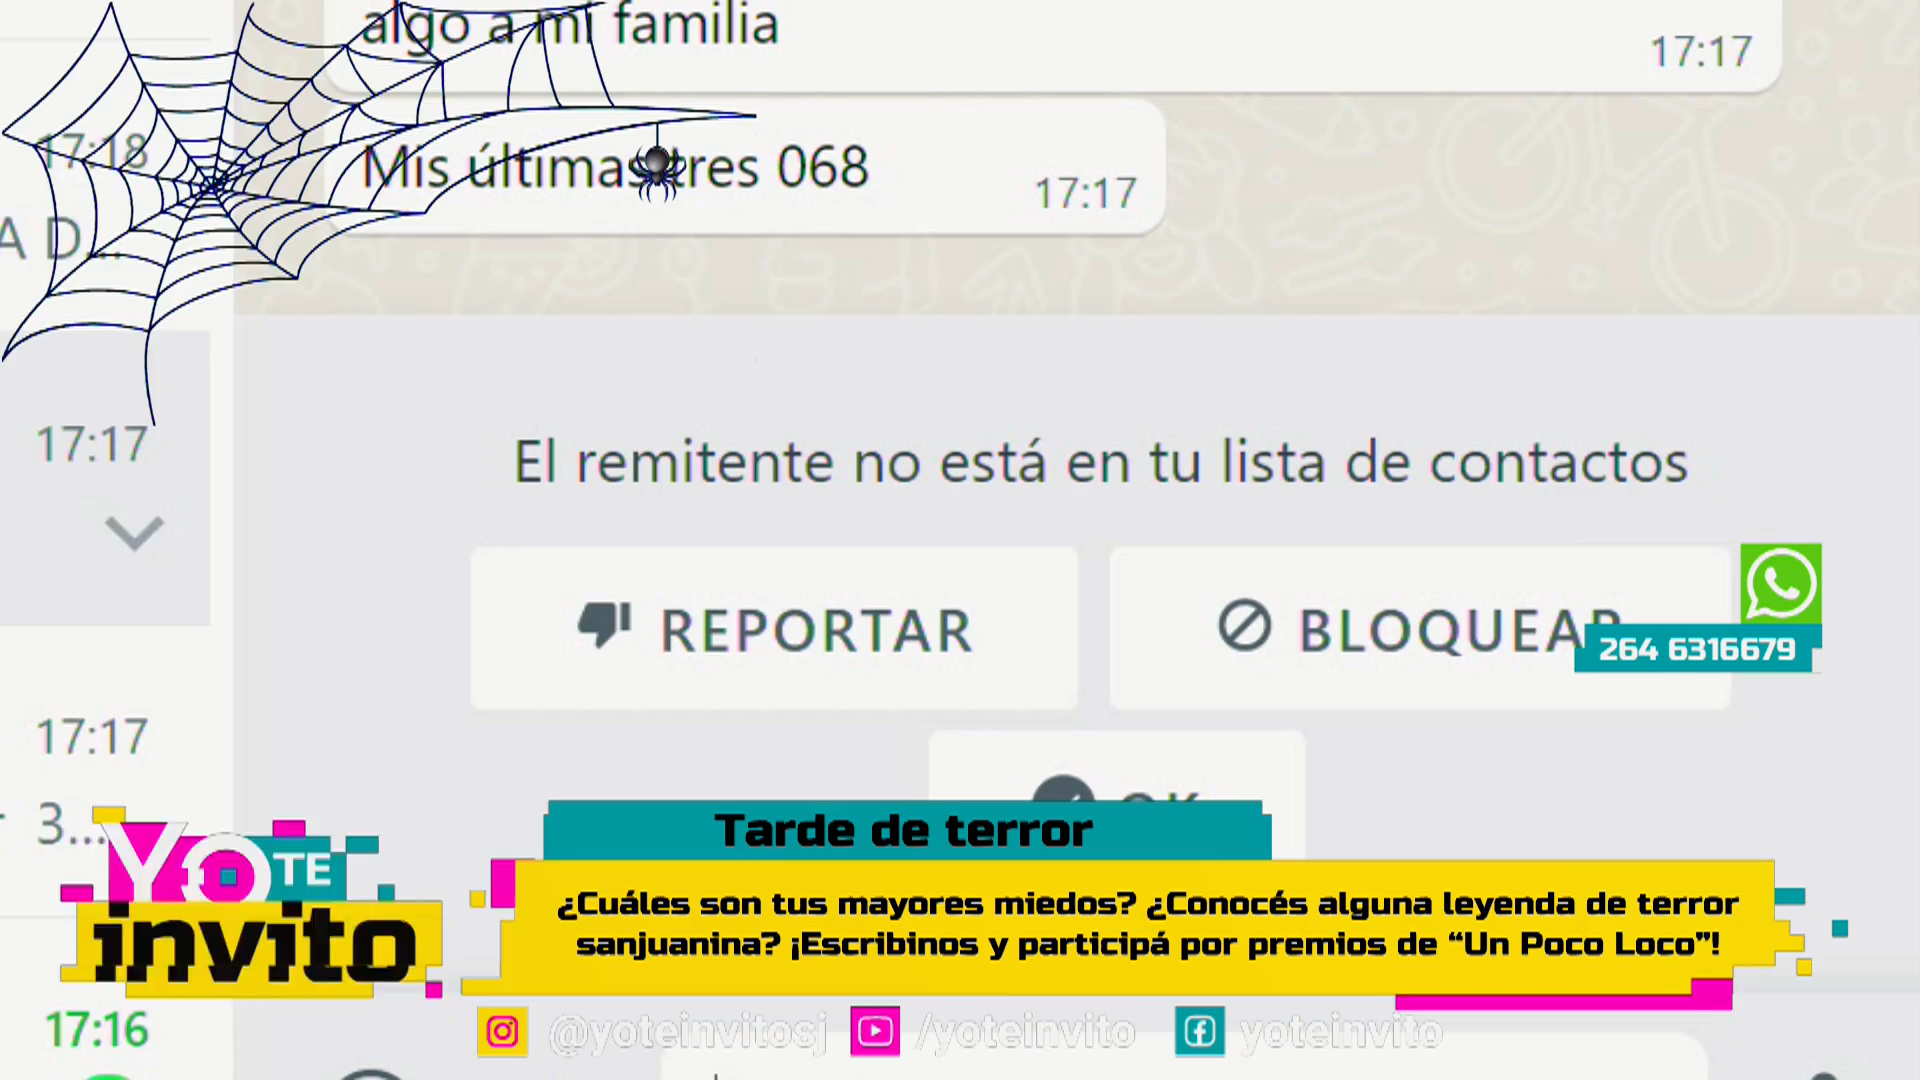 algo a mi familia
17:17
17:18
Mis últimas tres 068
17:17
A D...
17:17
El remitente no está en tu lista de contactos
REPORTAR
BLOQUEAR
264 6316679
17:17
OK
3...
Tarde de terror
YO TE
invito
¿Cuáles son tus mayores miedos? ¿Conocés alguna leyenda de terror
sanjuanina? ¡Escribinos y participá por premios de “Un Poco Loco”!
17:16
@yoteinvitosj
/yoteinvito
yoteinvito